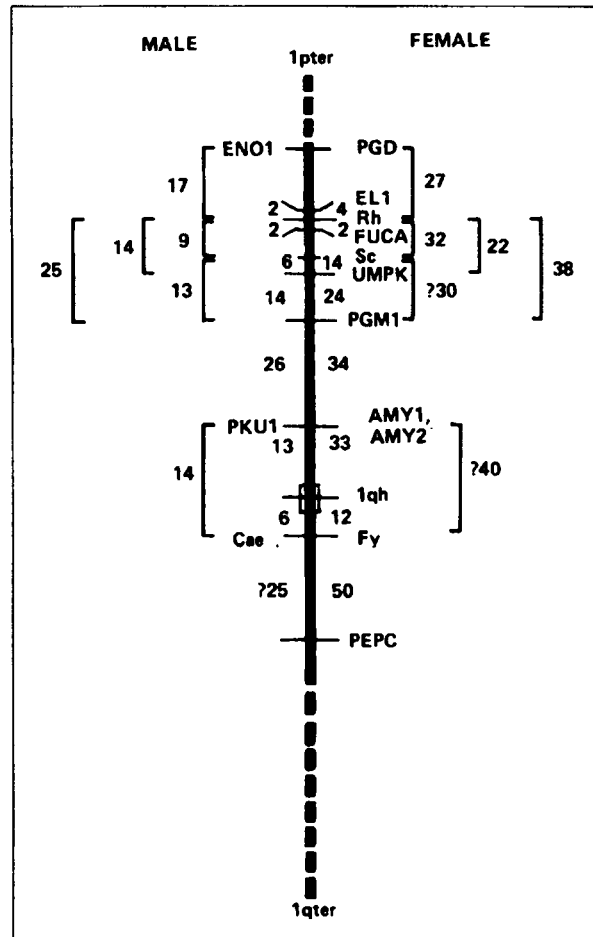 MALE FEMALE
1pter
ENO1 PGD
17 27
EL1
2 4
Rh
2 2
FUCA
25 14 9 32 22 38
Sc
6 14
UMPK
13 14 24 ?30
PGM1
26 34
PKU1 AMY1,
AMY2
13 33
14 ?40
1qh
6 12
Cae Fy
?25 50
PEPC
1qter